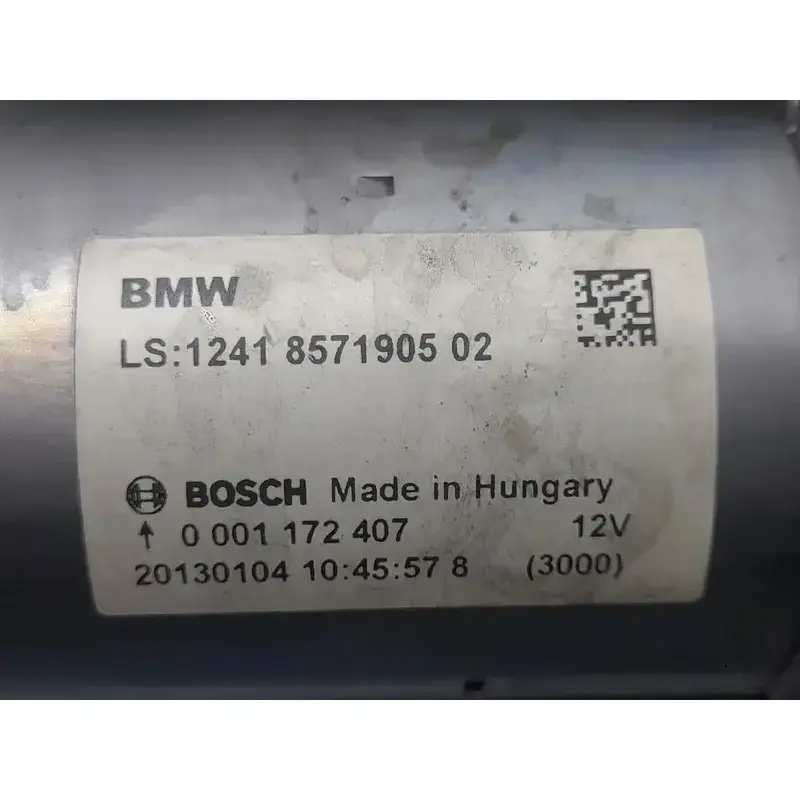 BMW
LS:1241 8571905 02
BOSCH Made in Hungary
↑ 0 001 172 407 12V
20130104 10:45:57 8 (3000)